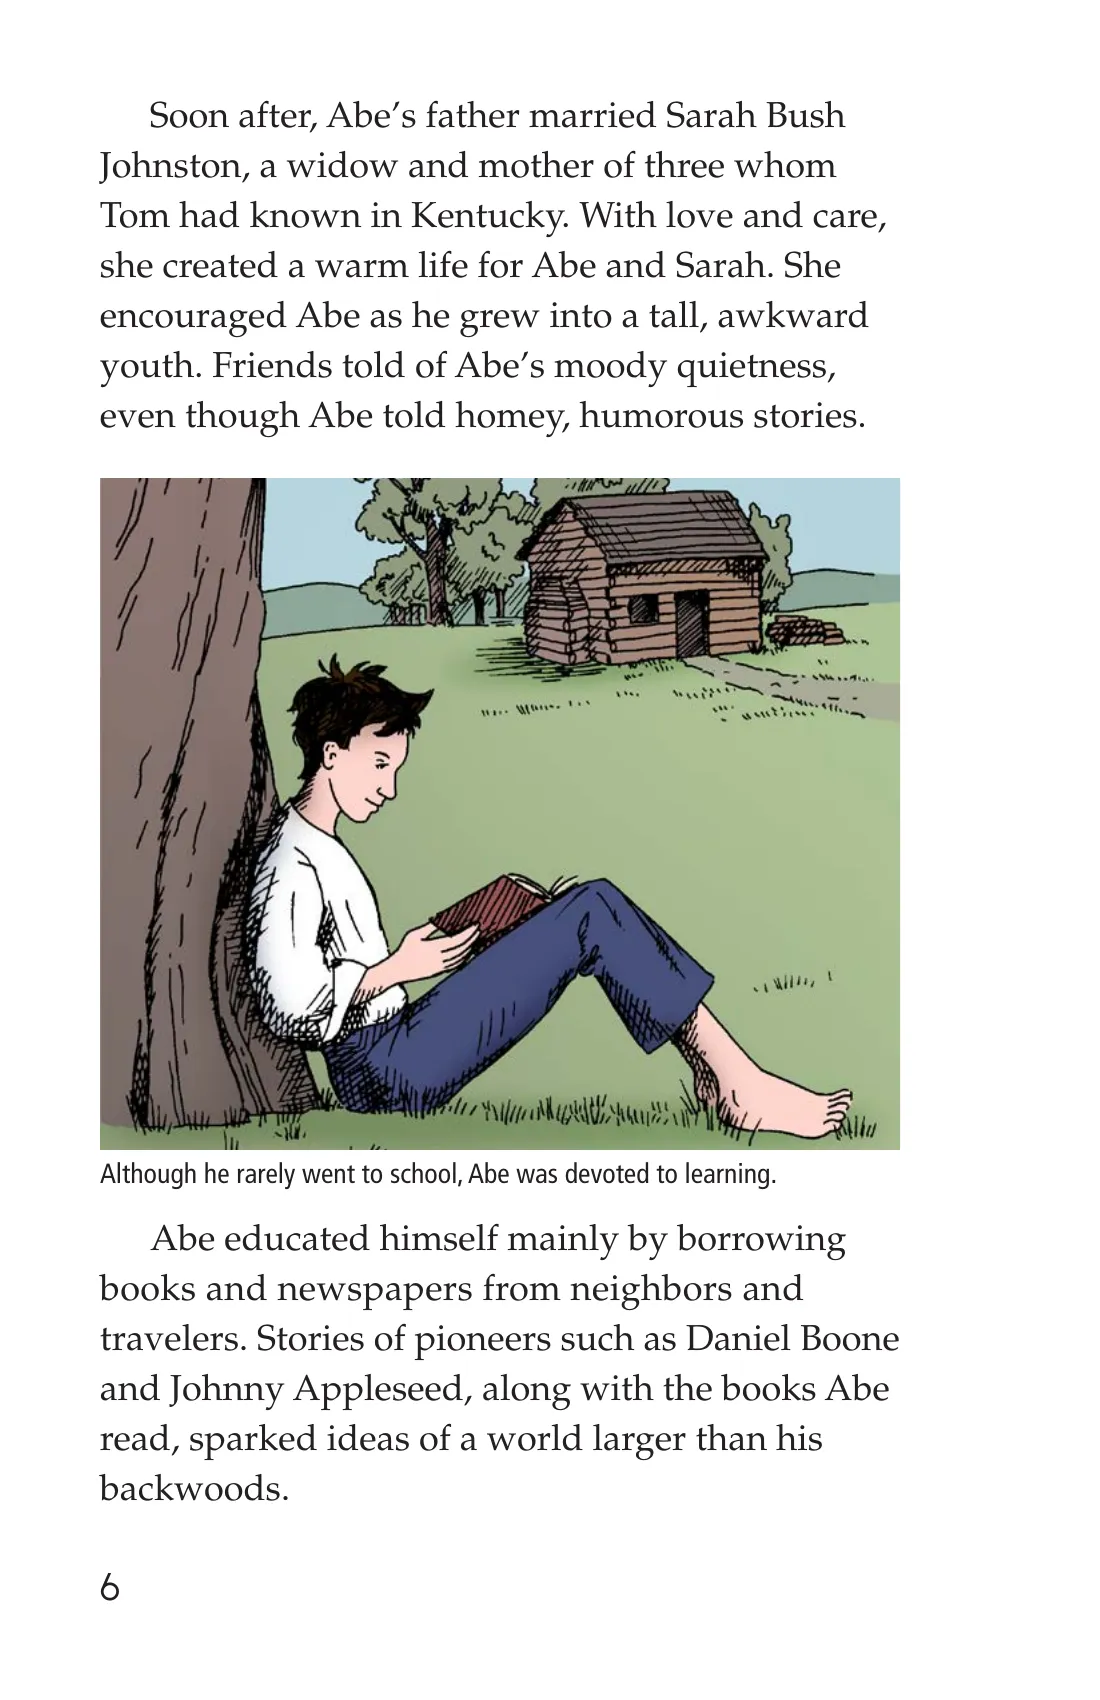 Soon after, Abe’s father married Sarah Bush
Johnston, a widow and mother of three whom
Tom had known in Kentucky. With love and care,
she created a warm life for Abe and Sarah. She
encouraged Abe as he grew into a tall, awkward
youth. Friends told of Abe’s moody quietness,
even though Abe told homey, humorous stories.
Although he rarely went to school, Abe was devoted to learning.
Abe educated himself mainly by borrowing
books and newspapers from neighbors and
travelers. Stories of pioneers such as Daniel Boone
and Johnny Appleseed, along with the books Abe
read, sparked ideas of a world larger than his
backwoods.
6